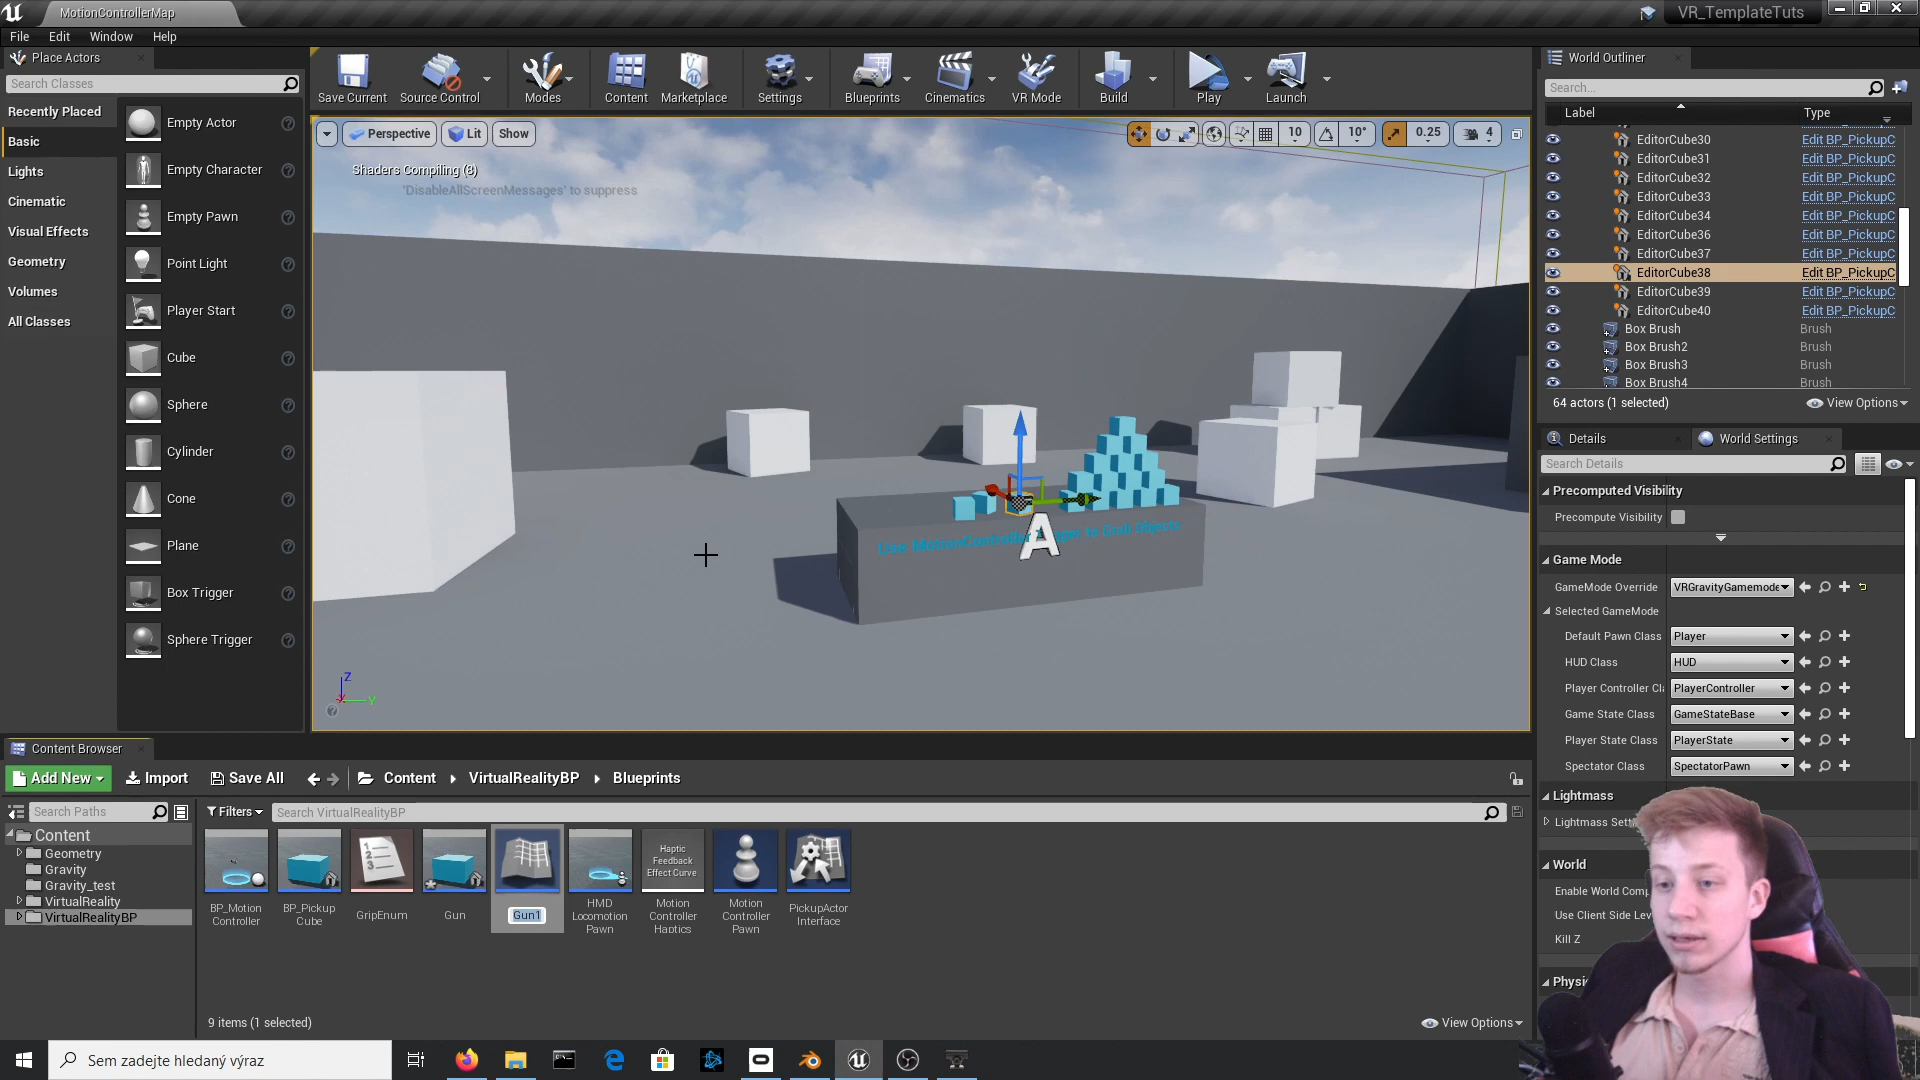 MotionControllerMap
VR_TemplateTuts
File Edit Window Help
Place Actors
Search Classes
Recently Placed
Basic
Lights
Cinematic
Visual Effects
Geometry
Volumes
All Classes
Empty Actor
Empty Character
Empty Pawn
Point Light
Player Start
Cube
Sphere
Cylinder
Cone
Plane
Box Trigger
Sphere Trigger
Save Current
Source Control
Modes
Content
Marketplace
Settings
Blueprints
Cinematics
VR Mode
Build
Play
Launch
Perspective Lit Show
10 10° 0.25 4
Shaders Compiling (8)
'DisableAllScreenMessages' to suppress
A
Z
Y
World Outliner
Search...
Label Type
EditorCube30 Edit BP_PickupC
EditorCube31 Edit BP_PickupC
EditorCube32 Edit BP_PickupC
EditorCube33 Edit BP_PickupC
EditorCube34 Edit BP_PickupC
EditorCube36 Edit BP_PickupC
EditorCube37 Edit BP_PickupC
EditorCube38 Edit BP_PickupC
EditorCube39 Edit BP_PickupC
EditorCube40 Edit BP_PickupC
Box Brush Brush
Box Brush2 Brush
Box Brush3 Brush
Box Brush4 Brush
64 actors (1 selected)
View Options
Details
World Settings
Search Details
Precomputed Visibility
Precompute Visibility
Game Mode
GameMode Override VRGravityGamemode
Selected GameMode
Default Pawn Class Player
HUD Class HUD
Player Controller Cl PlayerController
Game State Class GameStateBase
Player State Class PlayerState
Spectator Class SpectatorPawn
Lightmass
Lightmass Sett
World
Enable World Comp
Use Client Side Lev
Kill Z
Physi
Content Browser
Add New Import Save All Content VirtualRealityBP Blueprints
Search Paths
Filters
Search VirtualRealityBP
Content
Geometry
Gravity
Gravity_test
VirtualReality
VirtualRealityBP
BP_Motion
Controller
BP_Pickup
Cube
GripEnum
Gun
Gun1
HMD
Locomotion
Pawn
Haptic
Feedback
Effect Curve
Motion
Controller
Haptics
Motion
Controller
Pawn
PickupActor
Interface
9 items (1 selected)
View Options
Sem zadejte hledaný výraz